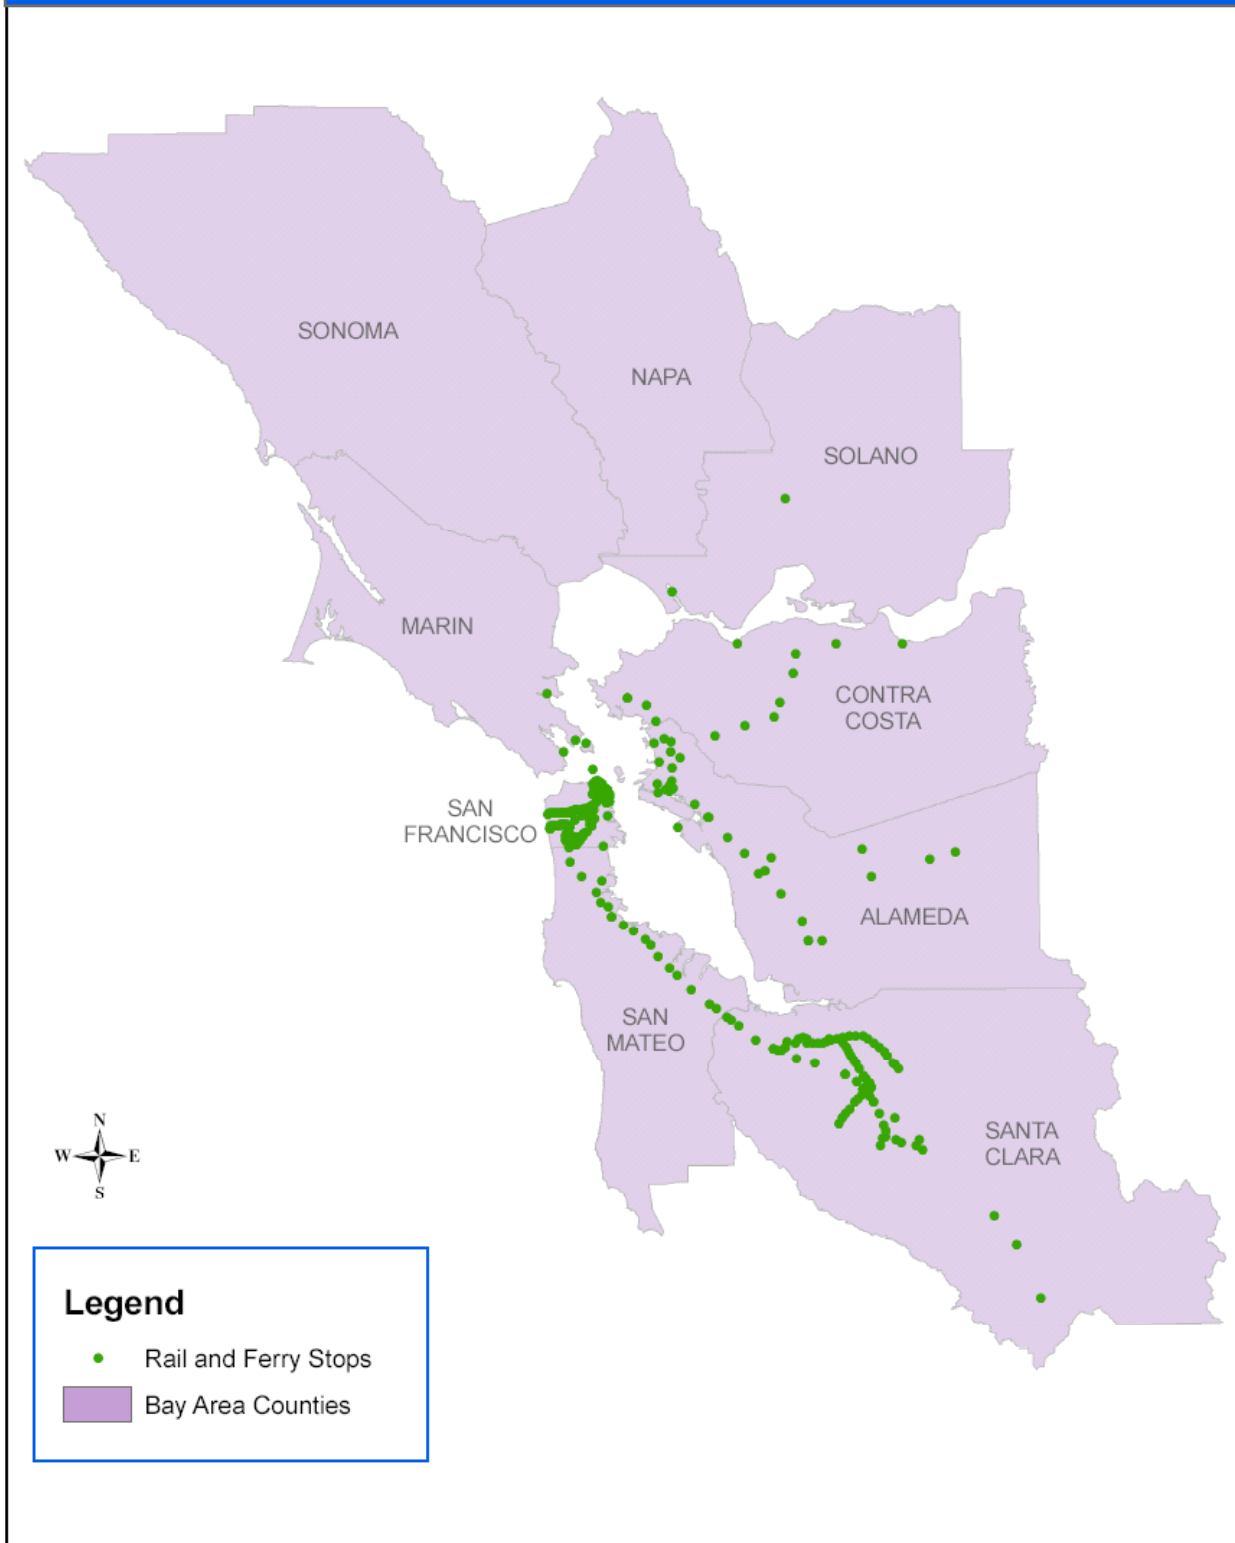 SONOMA
NAPA
SOLANO
MARIN
CONTRA
COSTA
SAN
FRANCISCO
ALAMEDA
SAN
MATEO
SANTA
CLARA
N
W E
S
Legend
Rail and Ferry Stops
Bay Area Counties